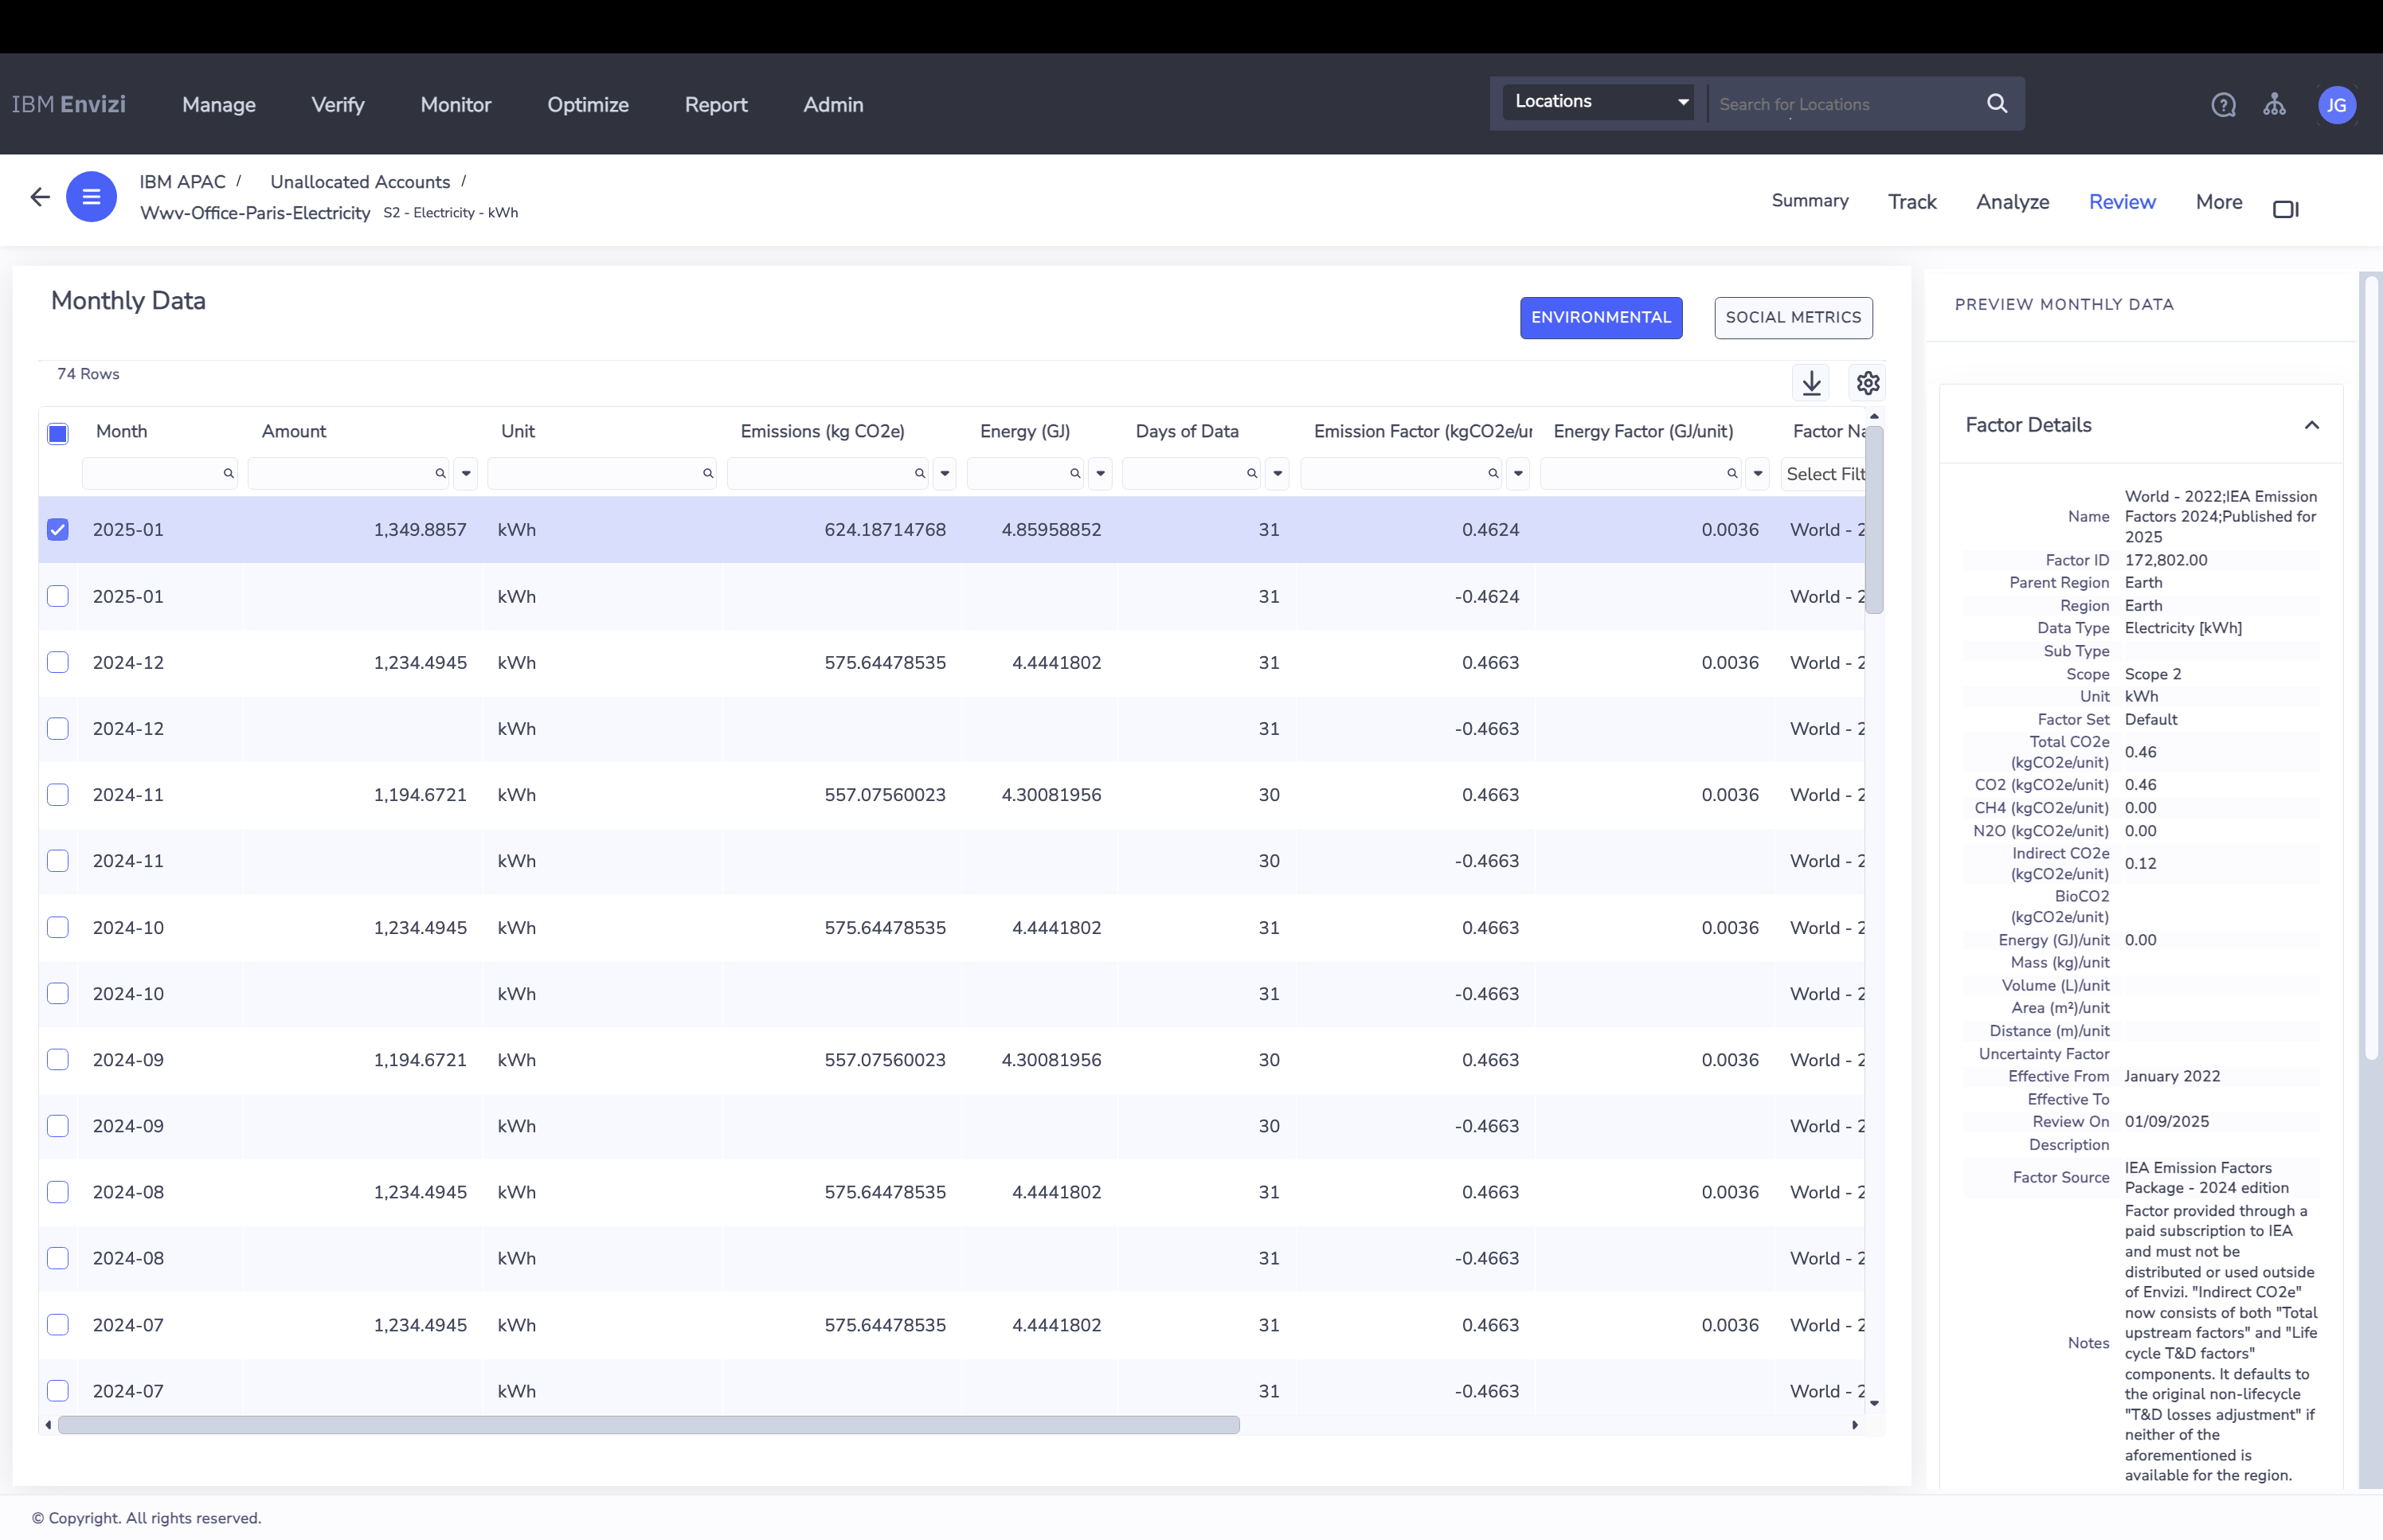 IBM Envizi Manage Verify Monitor Optimize Report Admin Locations Search for Locations JG
IBM APAC / Unallocated Accounts /
Wwv-Office-Paris-Electricity S2 - Electricity - kWh
Summary Track Analyze Review More
Monthly Data
ENVIRONMENTAL SOCIAL METRICS
74 Rows
Month Amount Unit Emissions (kg CO2e) Energy (GJ) Days of Data Emission Factor (kgCO2e/ur Energy Factor (GJ/unit) Factor Na
Select Filt
2025-01 1,349.8857 kWh 624.18714768 4.85958852 31 0.4624 0.0036 World - 2
2025-01 kWh 31 -0.4624 World - 2
2024-12 1,234.4945 kWh 575.64478535 4.4441802 31 0.4663 0.0036 World - 2
2024-12 kWh 31 -0.4663 World - 2
2024-11 1,194.6721 kWh 557.07560023 4.30081956 30 0.4663 0.0036 World - 2
2024-11 kWh 30 -0.4663 World - 2
2024-10 1,234.4945 kWh 575.64478535 4.4441802 31 0.4663 0.0036 World - 2
2024-10 kWh 31 -0.4663 World - 2
2024-09 1,194.6721 kWh 557.07560023 4.30081956 30 0.4663 0.0036 World - 2
2024-09 kWh 30 -0.4663 World - 2
2024-08 1,234.4945 kWh 575.64478535 4.4441802 31 0.4663 0.0036 World - 2
2024-08 kWh 31 -0.4663 World - 2
2024-07 1,234.4945 kWh 575.64478535 4.4441802 31 0.4663 0.0036 World - 2
2024-07 kWh 31 -0.4663 World - 2
PREVIEW MONTHLY DATA
Factor Details
Name World - 2022;IEA Emission
Factors 2024;Published for
2025
Factor ID 172,802.00
Parent Region Earth
Region Earth
Data Type Electricity [kWh]
Sub Type
Scope Scope 2
Unit kWh
Factor Set Default
Total CO2e
(kgCO2e/unit) 0.46
CO2 (kgCO2e/unit) 0.46
CH4 (kgCO2e/unit) 0.00
N2O (kgCO2e/unit) 0.00
Indirect CO2e
(kgCO2e/unit) 0.12
BioCO2
(kgCO2e/unit)
Energy (GJ)/unit 0.00
Mass (kg)/unit
Volume (L)/unit
Area (m²)/unit
Distance (m)/unit
Uncertainty Factor
Effective From January 2022
Effective To
Review On 01/09/2025
Description
Factor Source IEA Emission Factors
Package - 2024 edition
Notes Factor provided through a
paid subscription to IEA
and must not be
distributed or used outside
of Envizi. "Indirect CO2e"
now consists of both "Total
upstream factors" and "Life
cycle T&D factors"
components. It defaults to
the original non-lifecycle
"T&D losses adjustment" if
neither of the
aforementioned is
available for the region.
© Copyright. All rights reserved.